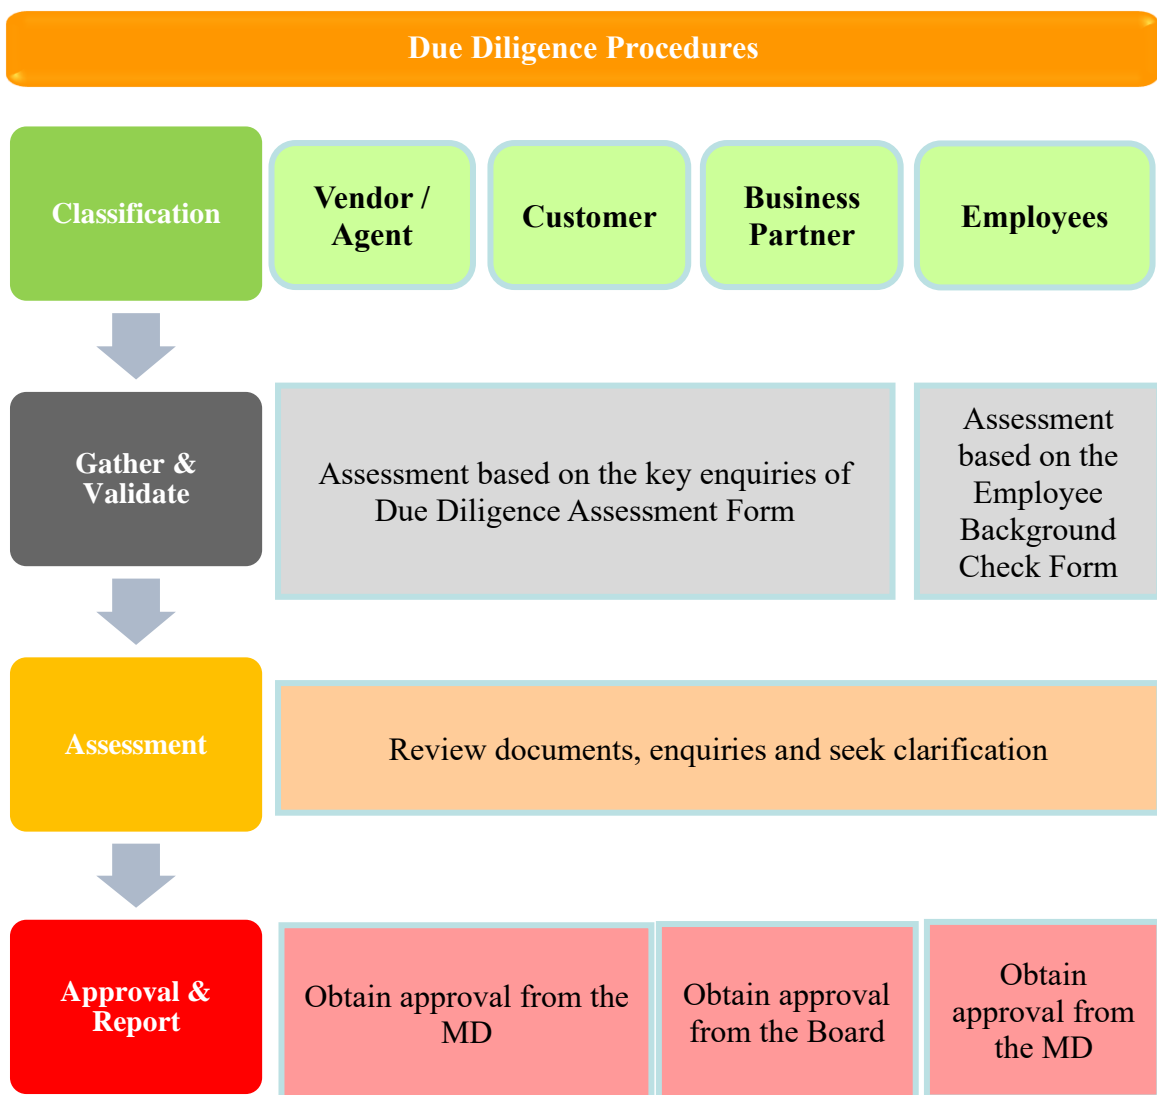 Due Diligence Procedures
Classification
Vendor /
Agent
Customer
Business
Partner
Employees
Gather &
Validate
Assessment based on the key enquiries of
Due Diligence Assessment Form
Assessment
based on the
Employee
Background
Check Form
Assessment
Review documents, enquiries and seek clarification
Approval &
Report
Obtain approval from the
MD
Obtain approval
from the Board
Obtain
approval from
the MD